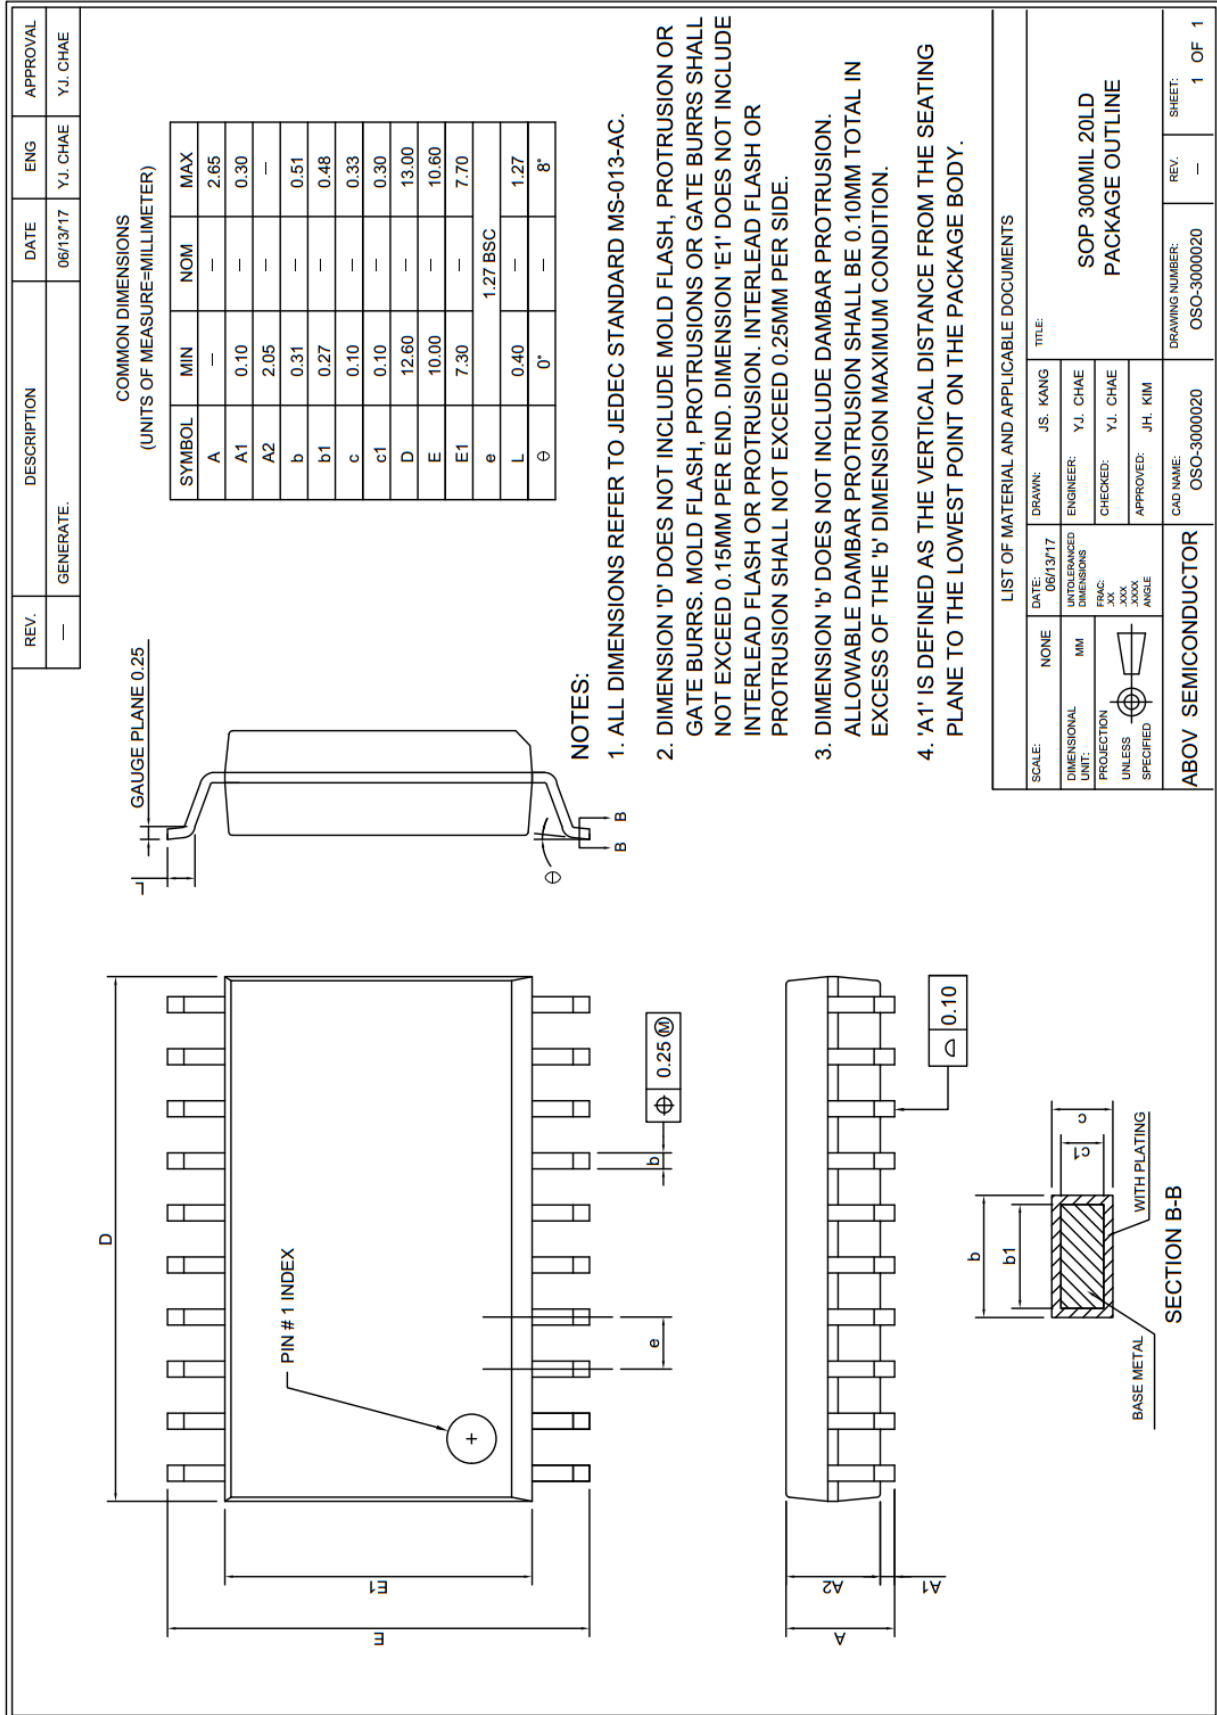 REV. DESCRIPTION DATE ENG APPROVAL
— GENERATE. 06/13/'17 YJ. CHAE YJ. CHAE
COMMON DIMENSIONS
(UNITS OF MEASURE=MILLIMETER)
SYMBOL MIN NOM MAX
A — — 2.65
A1 0.10 — 0.30
A2 2.05 — —
b 0.31 — 0.51
b1 0.27 — 0.48
c 0.10 — 0.33
c1 0.10 — 0.30
D 12.60 — 13.00
E 10.00 — 10.60
E1 7.30 — 7.70
e 1.27 BSC
L 0.40 — 1.27
θ 0° — 8°
D
PIN # 1 INDEX
E
E1
e
b
⌖ 0.25 Ⓜ
GAUGE PLANE 0.25
L
θ
B B
A
A2
A1
⌓ 0.10
b
b1
c1
c
BASE METAL
WITH PLATING
SECTION B-B
NOTES:
1. ALL DIMENSIONS REFER TO JEDEC STANDARD MS-013-AC.
2. DIMENSION 'D' DOES NOT INCLUDE MOLD FLASH, PROTRUSION OR
GATE BURRS. MOLD FLASH, PROTRUSIONS OR GATE BURRS SHALL
NOT EXCEED 0.15MM PER END. DIMENSION 'E1' DOES NOT INCLUDE
INTERLEAD FLASH OR PROTRUSION. INTERLEAD FLASH OR
PROTRUSION SHALL NOT EXCEED 0.25MM PER SIDE.
3. DIMENSION 'b' DOES NOT INCLUDE DAMBAR PROTRUSION.
ALLOWABLE DAMBAR PROTRUSION SHALL BE 0.10MM TOTAL IN
EXCESS OF THE 'b' DIMENSION MAXIMUM CONDITION.
4. 'A1' IS DEFINED AS THE VERTICAL DISTANCE FROM THE SEATING
PLANE TO THE LOWEST POINT ON THE PACKAGE BODY.
LIST OF MATERIAL AND APPLICABLE DOCUMENTS
SCALE: NONE
DATE:
06/13/'17
DRAWN: JS. KANG
TITLE:
SOP 300MIL 20LD
PACKAGE OUTLINE
DIMENSIONAL
UNIT: MM
UNTOLERANCED
DIMENSIONS
ENGINEER: YJ. CHAE
PROJECTION
UNLESS
SPECIFIED
FRAC:
.XX
.XXX
.XXXX
ANGLE
CHECKED: YJ. CHAE
APPROVED: JH. KIM
ABOV SEMICONDUCTOR
CAD NAME:
OSO-3000020
DRAWING NUMBER:
OSO-3000020
REV.
—
SHEET:
1 OF 1